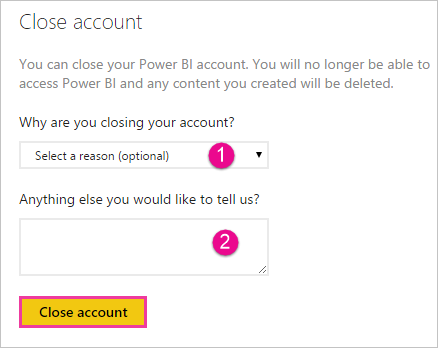 Close account
You can close your Power BI account. You will no longer be able to
access Power BI and any content you created will be deleted.
Why are you closing your account?
Select a reason (optional) ▼ 1
Anything else you would like to tell us?
2
Close account